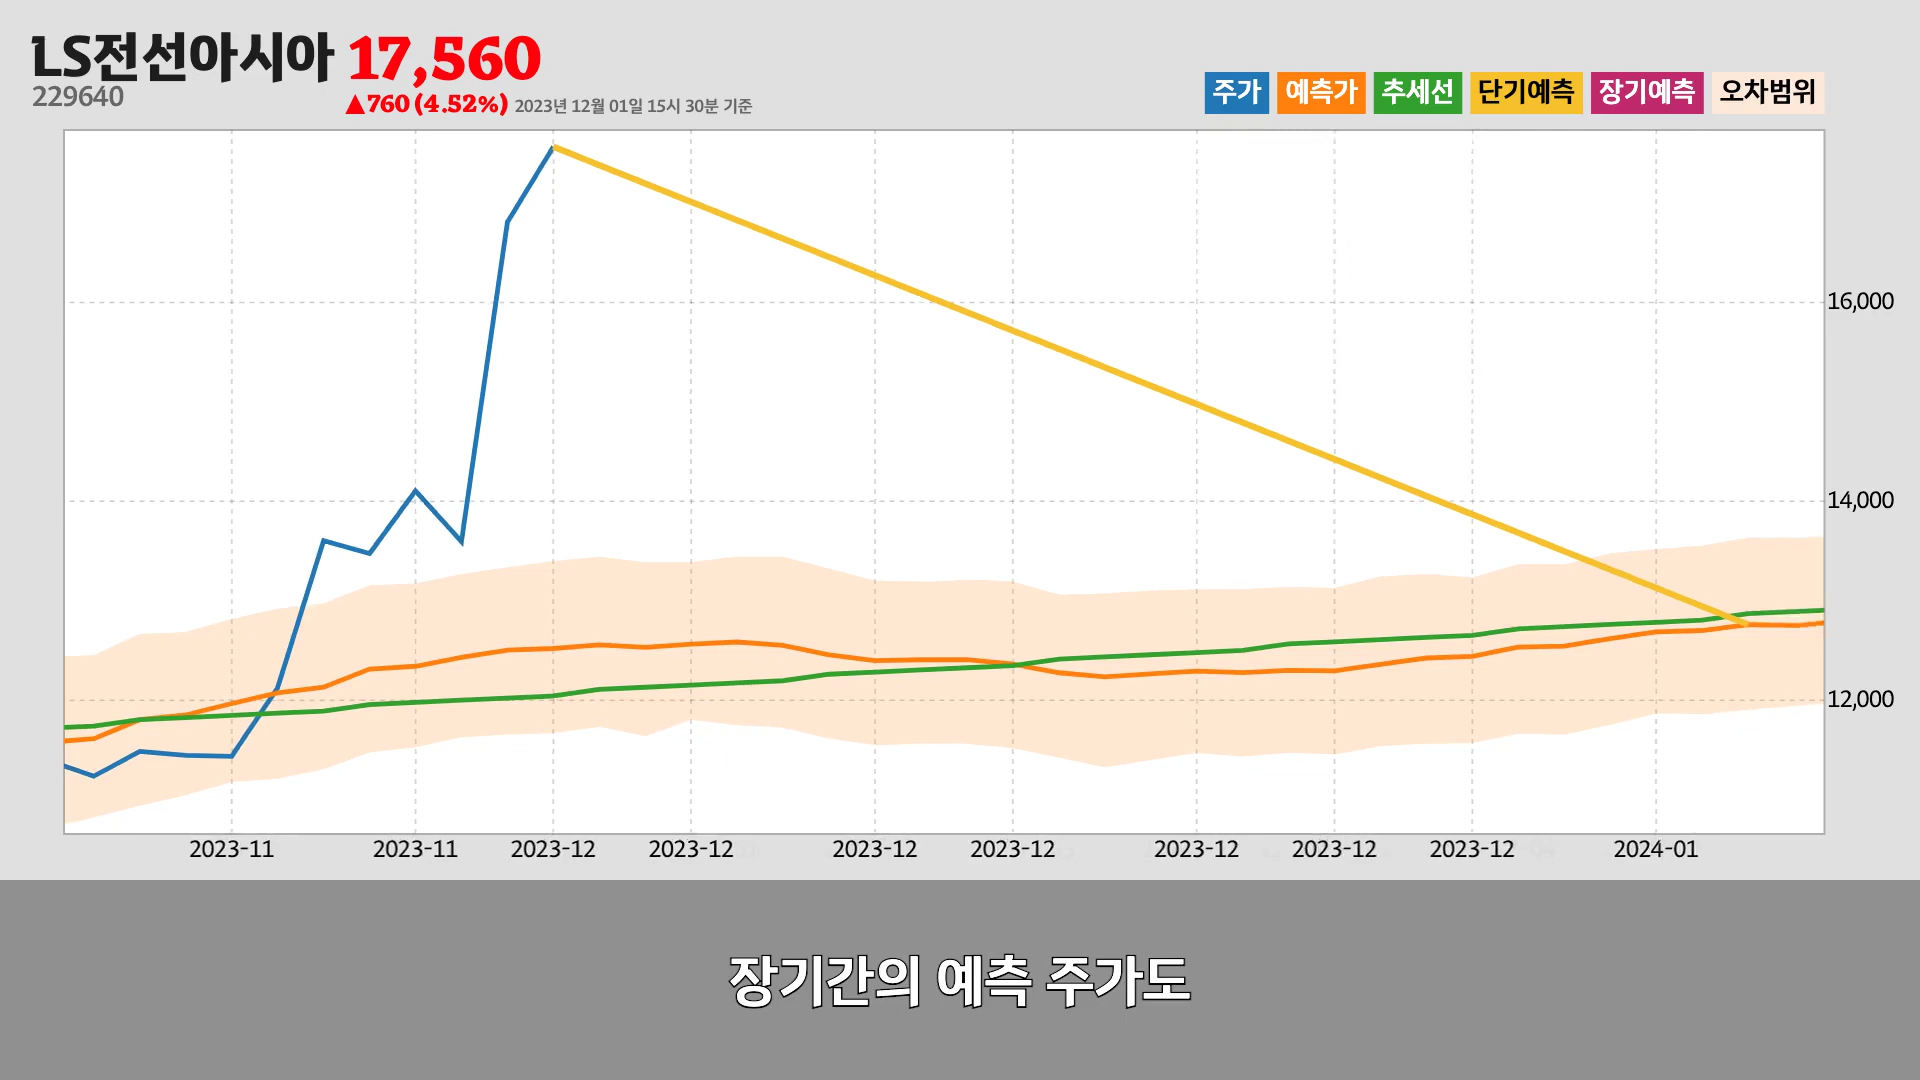 LS전선아시아 17,560
229640
▲760 (4.52%) 2023년 12월 01일 15시 30분 기준
주가 예측가 추세선 단기예측 장기예측 오차범위
16,000
14,000
12,000
2023-11 2023-11 2023-12 2023-12 2023-12 2023-12 2023-12 2023-12 2023-12 2024-01
장기간의 예측 주가도